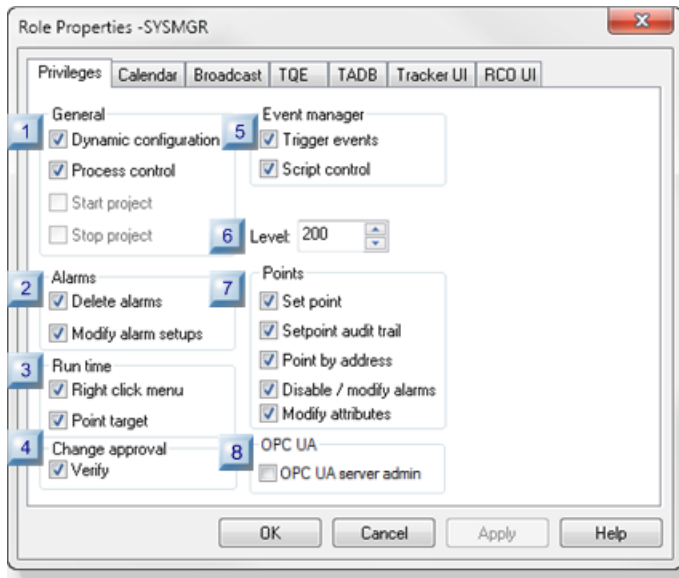 Role Properties -SYSMGR
Privileges Calendar Broadcast TQE TADB Tracker UI RCO UI
1 General
Dynamic configuration
Process control
Start project
Stop project
5 Event manager
Trigger events
Script control
6 Level: 200
2 Alarms
Delete alarms
Modify alarm setups
7 Points
Set point
Setpoint audit trail
Point by address
Disable / modify alarms
Modify attributes
3 Run time
Right click menu
Point target
4 Change approval
Verify
8 OPC UA
OPC UA server admin
OK Cancel Apply Help